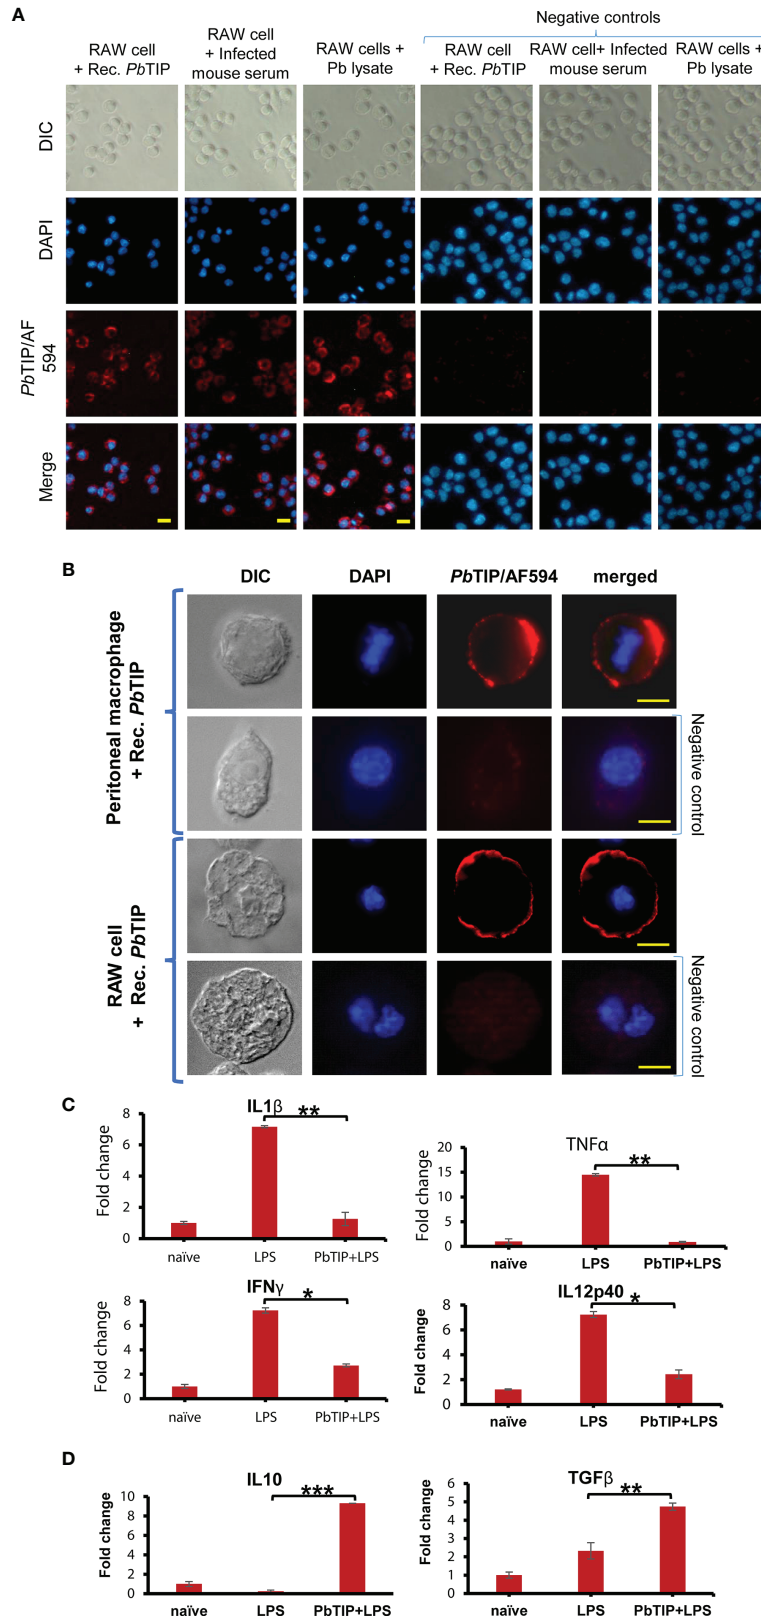 A
Negative controls
RAW cell
+ Rec. PbTIP
RAW cell
+ Infected
mouse serum
RAW cells +
Pb lysate
RAW cell
+ Rec. PbTIP
RAW cell+ Infected
mouse serum
RAW cells +
Pb lysate
DIC
DAPI
PbTIP/AF
594
Merge
B
DIC
DAPI
PbTIP/AF594
merged
Peritoneal macrophage
+ Rec. PbTIP
Negative control
RAW cell
+ Rec. PbTIP
Negative control
C
IL1β
**
Fold change
8
6
4
2
0
naïve
LPS
PbTIP+LPS
TNFα
**
Fold change
20
15
10
5
0
naïve
LPS
PbTIP+LPS
IFNγ
*
Fold change
8
6
4
2
0
naïve
LPS
PbTIP+LPS
IL12p40
*
Fold change
8
6
4
2
0
naïve
LPS
PbTIP+LPS
D
IL10
***
Fold change
10
8
6
4
2
0
naïve
LPS
PbTIP+LPS
TGFβ
**
Fold change
6
5
4
3
2
1
0
naïve
LPS
PbTIP+LPS